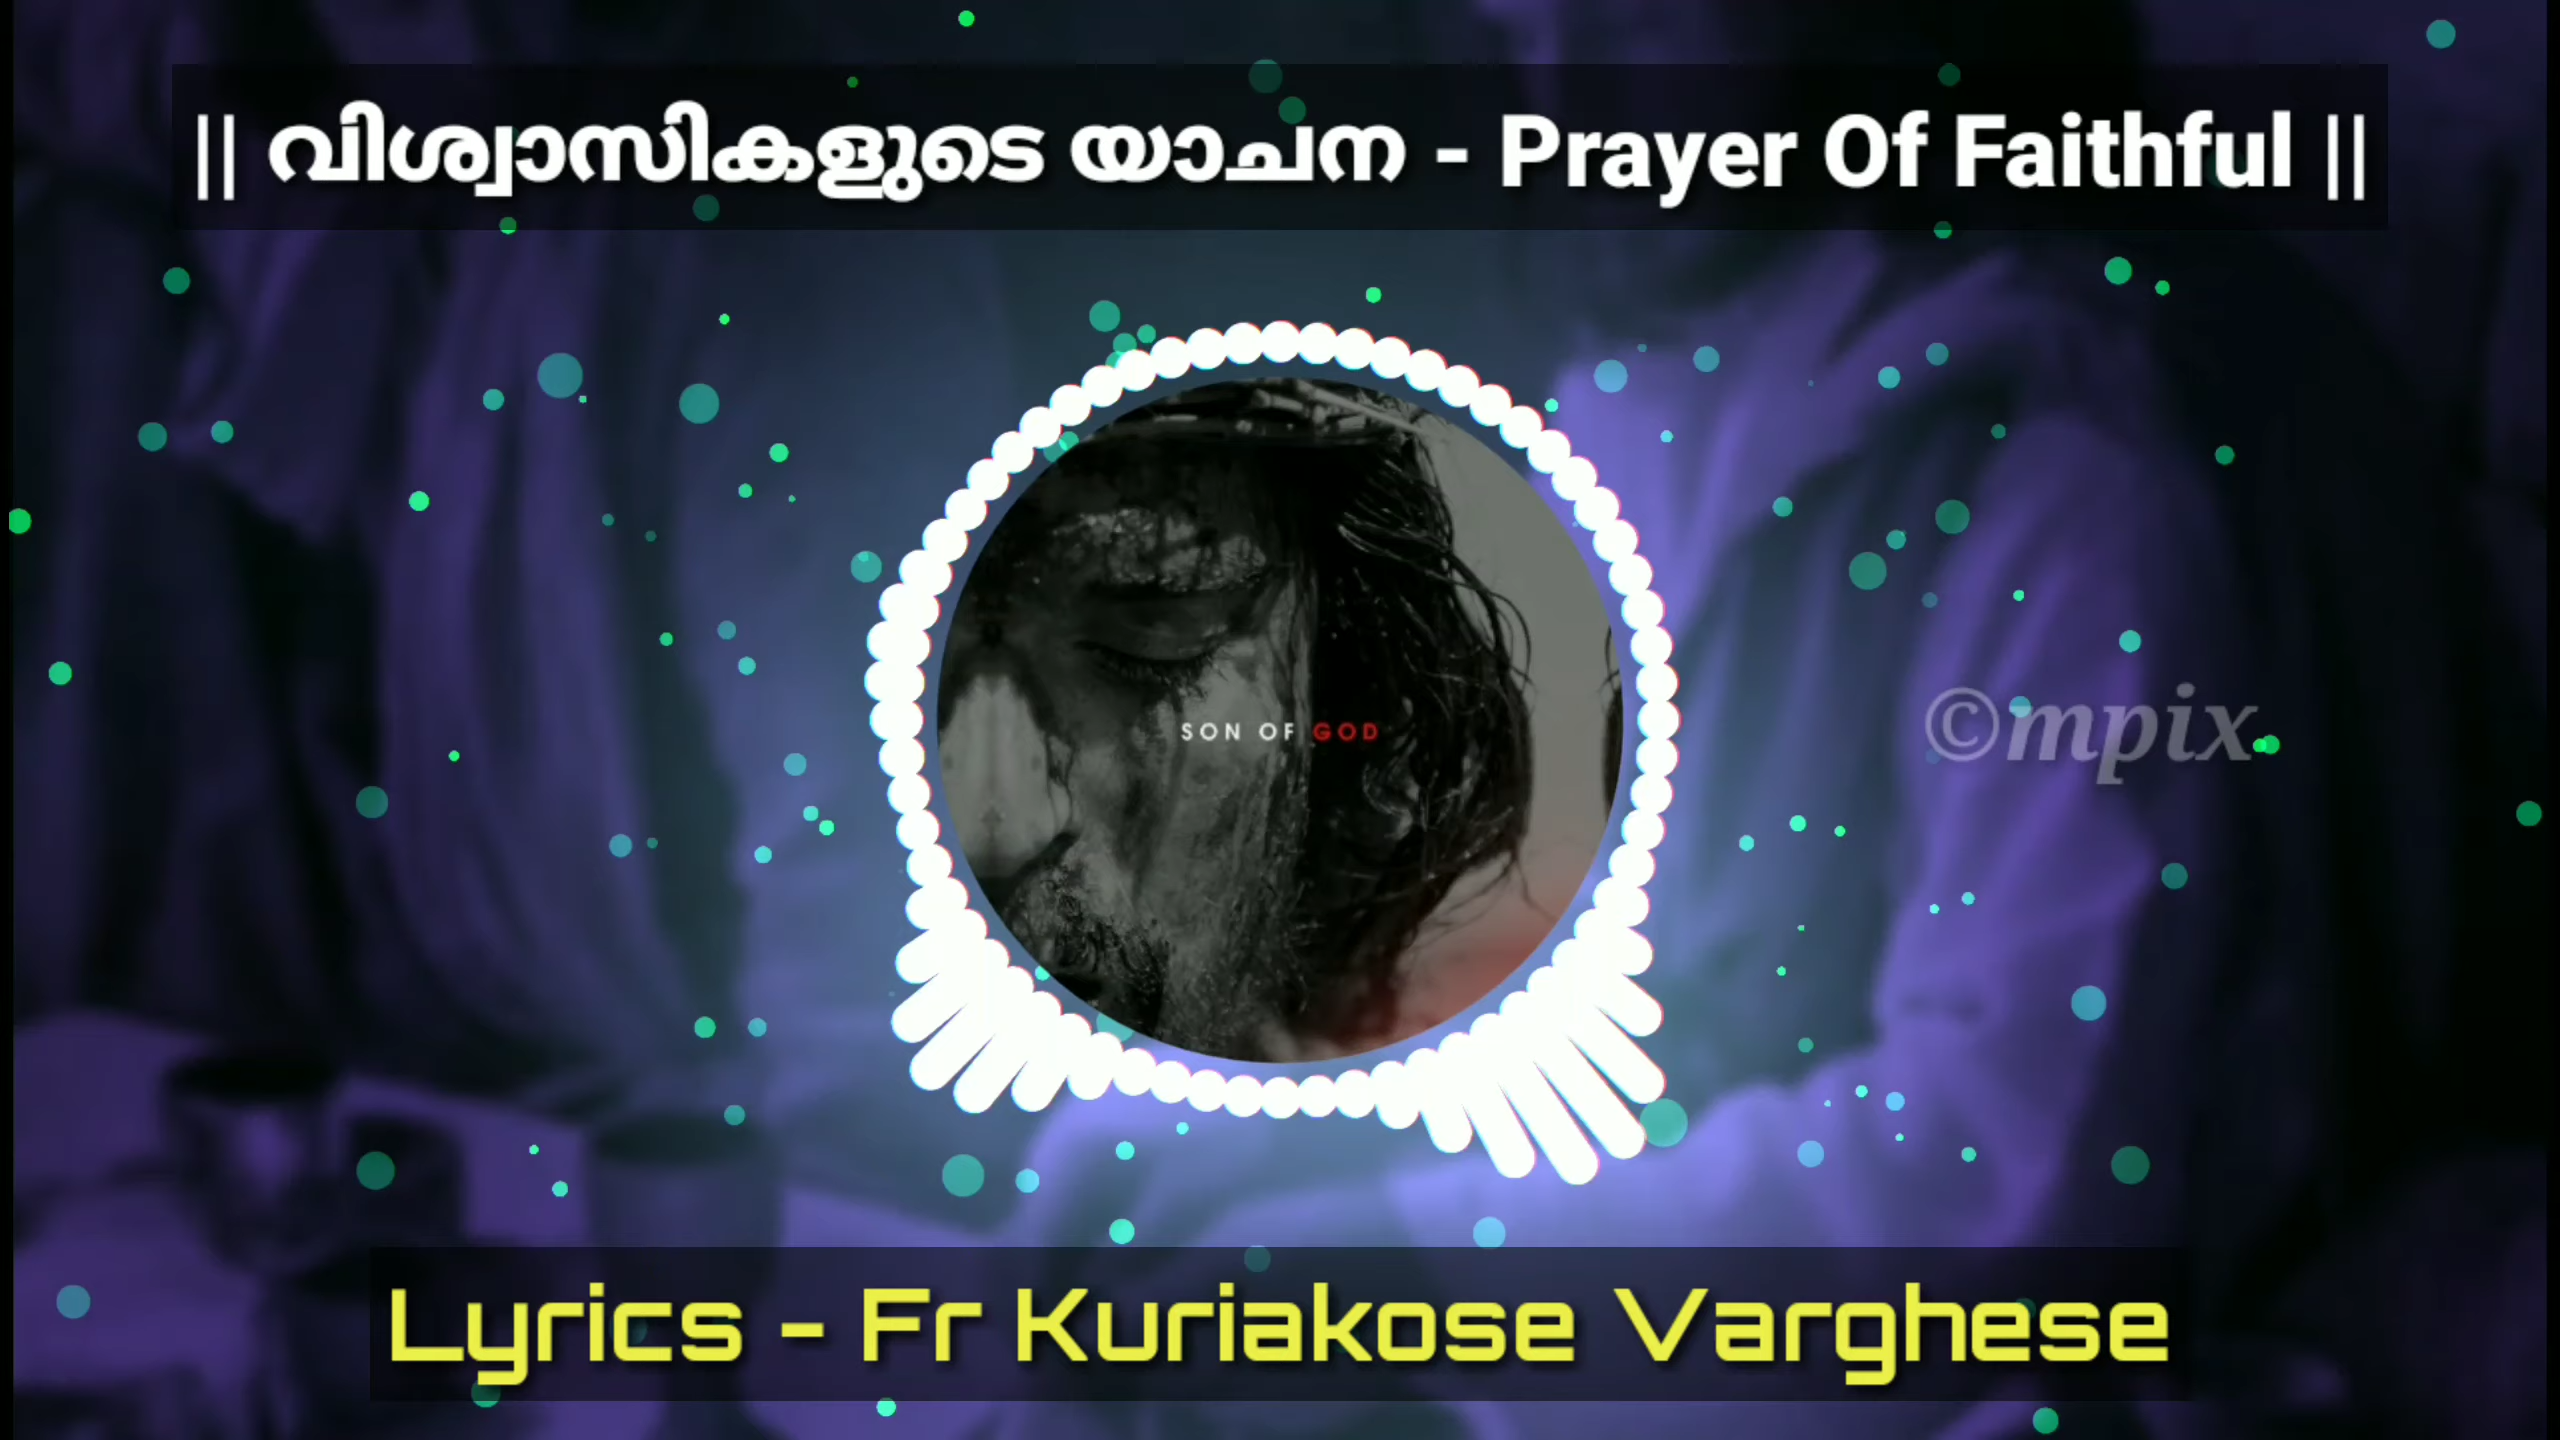 || വിശ്വാസികളുടെ യാചന - Prayer Of Faithful ||
SON OF GOD
©mpix
Lyrics - Fr Kuriakose Varghese